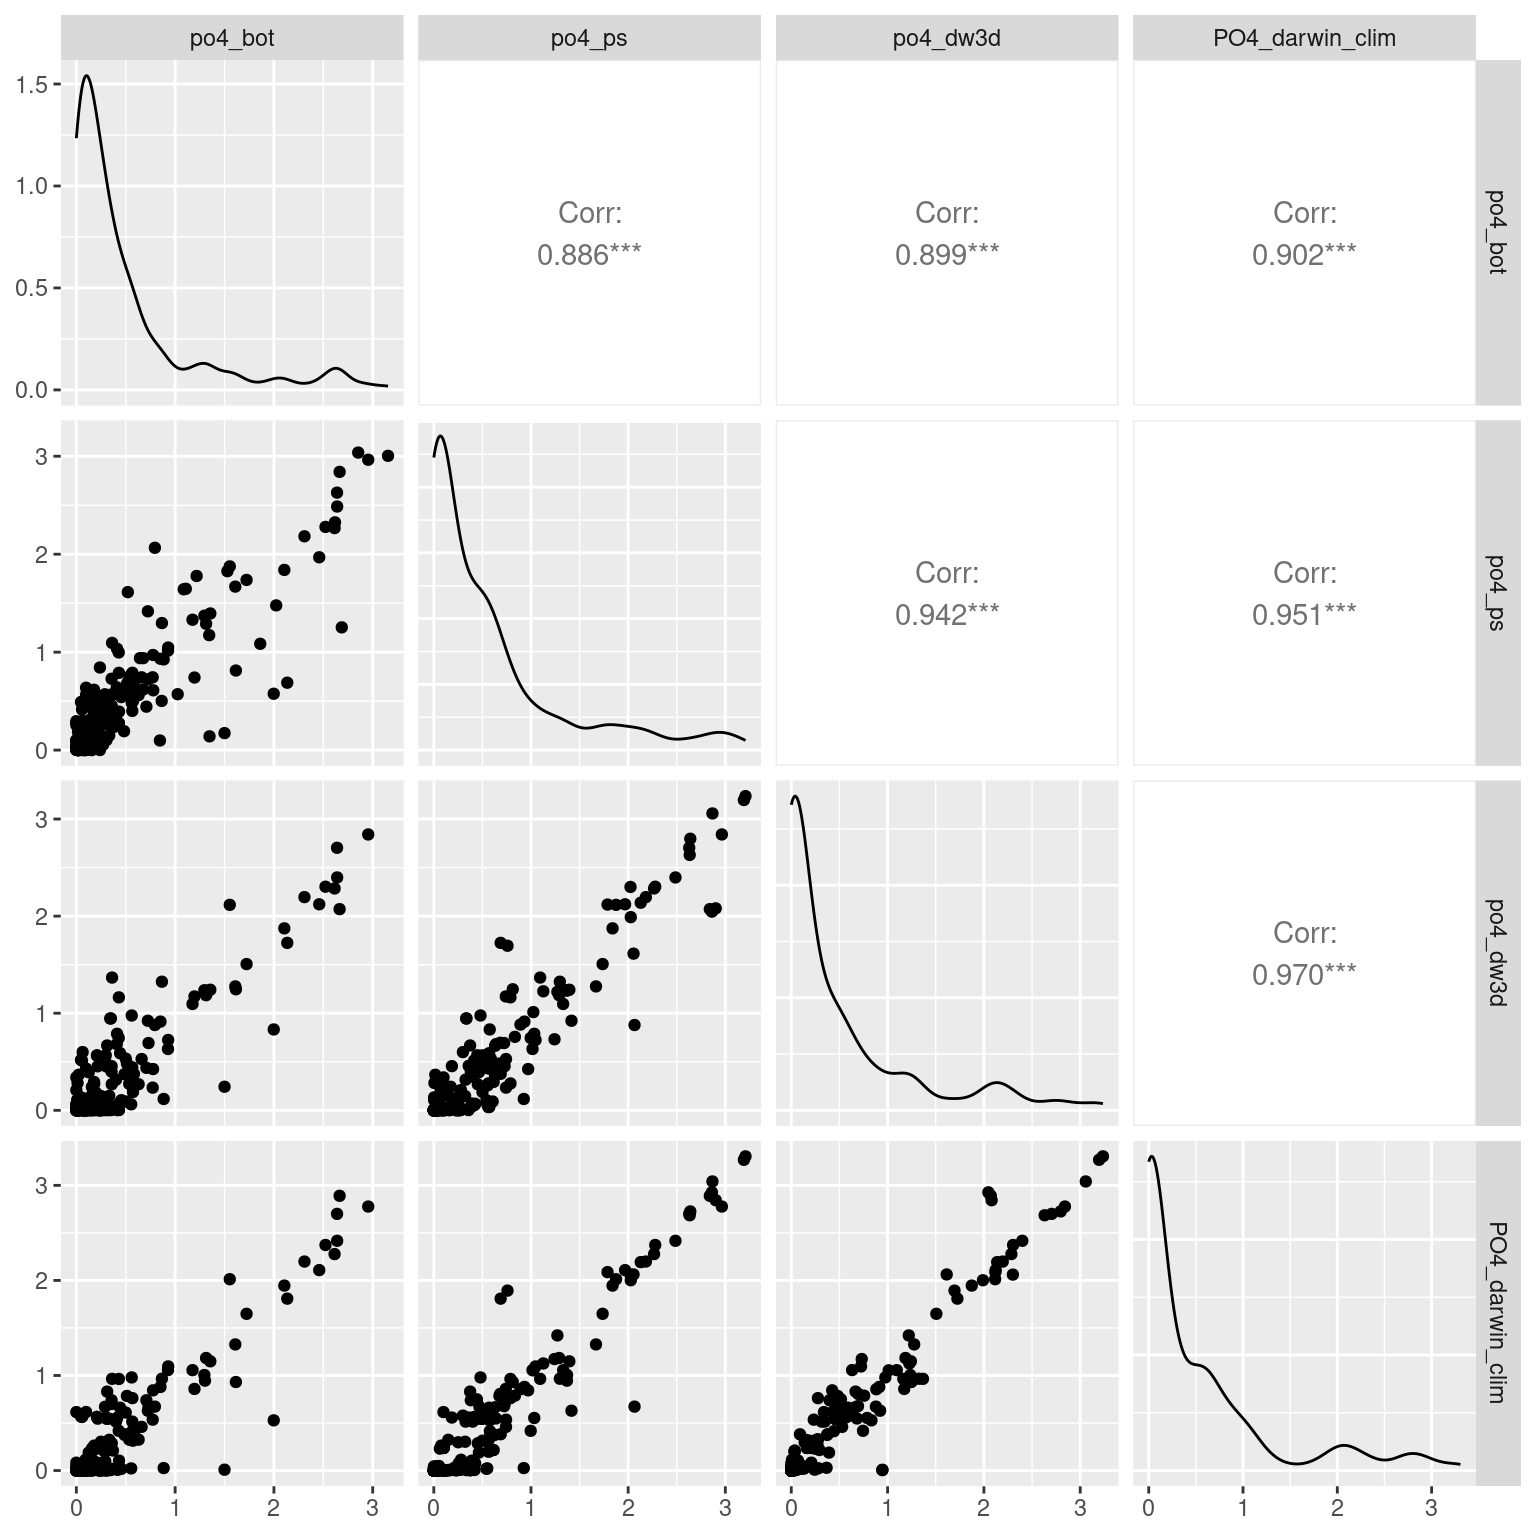 po4_bot po4_ps po4_dw3d PO4_darwin_clim
1.5
1.0
0.5
0.0
Corr:
0.886***
Corr:
0.899***
Corr:
0.902***
po4_bot
3
2
1
0
Corr:
0.942***
Corr:
0.951***
po4_ps
3
2
1
0
Corr:
0.970***
po4_dw3d
3
2
1
0
PO4_darwin_clim
0 1 2 3 0 1 2 3 0 1 2 3 0 1 2 3